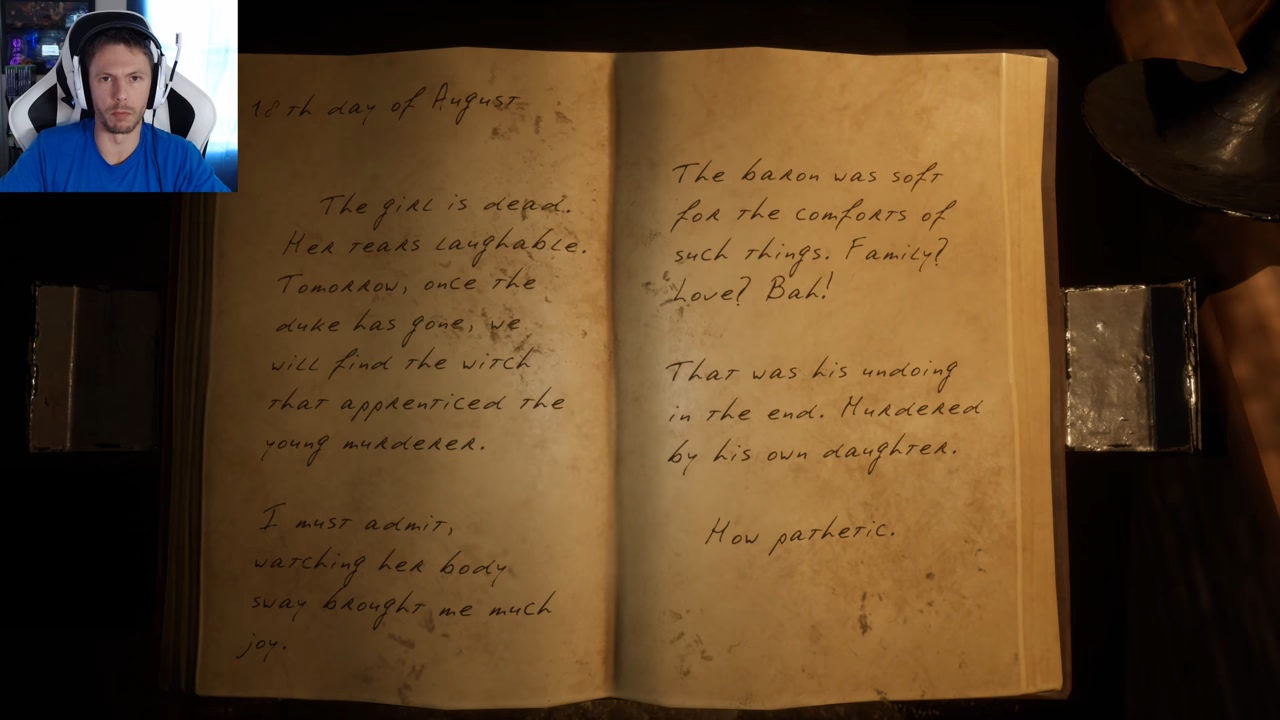 18th day of August
The girl is dead.
Her tears laughable.
Tomorrow, once the
duke has gone, we
will find the witch
that apprenticed the
young murderer.
I must admit,
watching her body
sway brought me much
joy.
The baron was soft
for the comforts of
such things. Family?
Love? Bah!
That was his undoing
in the end. Murdered
by his own daughter.
How pathetic.